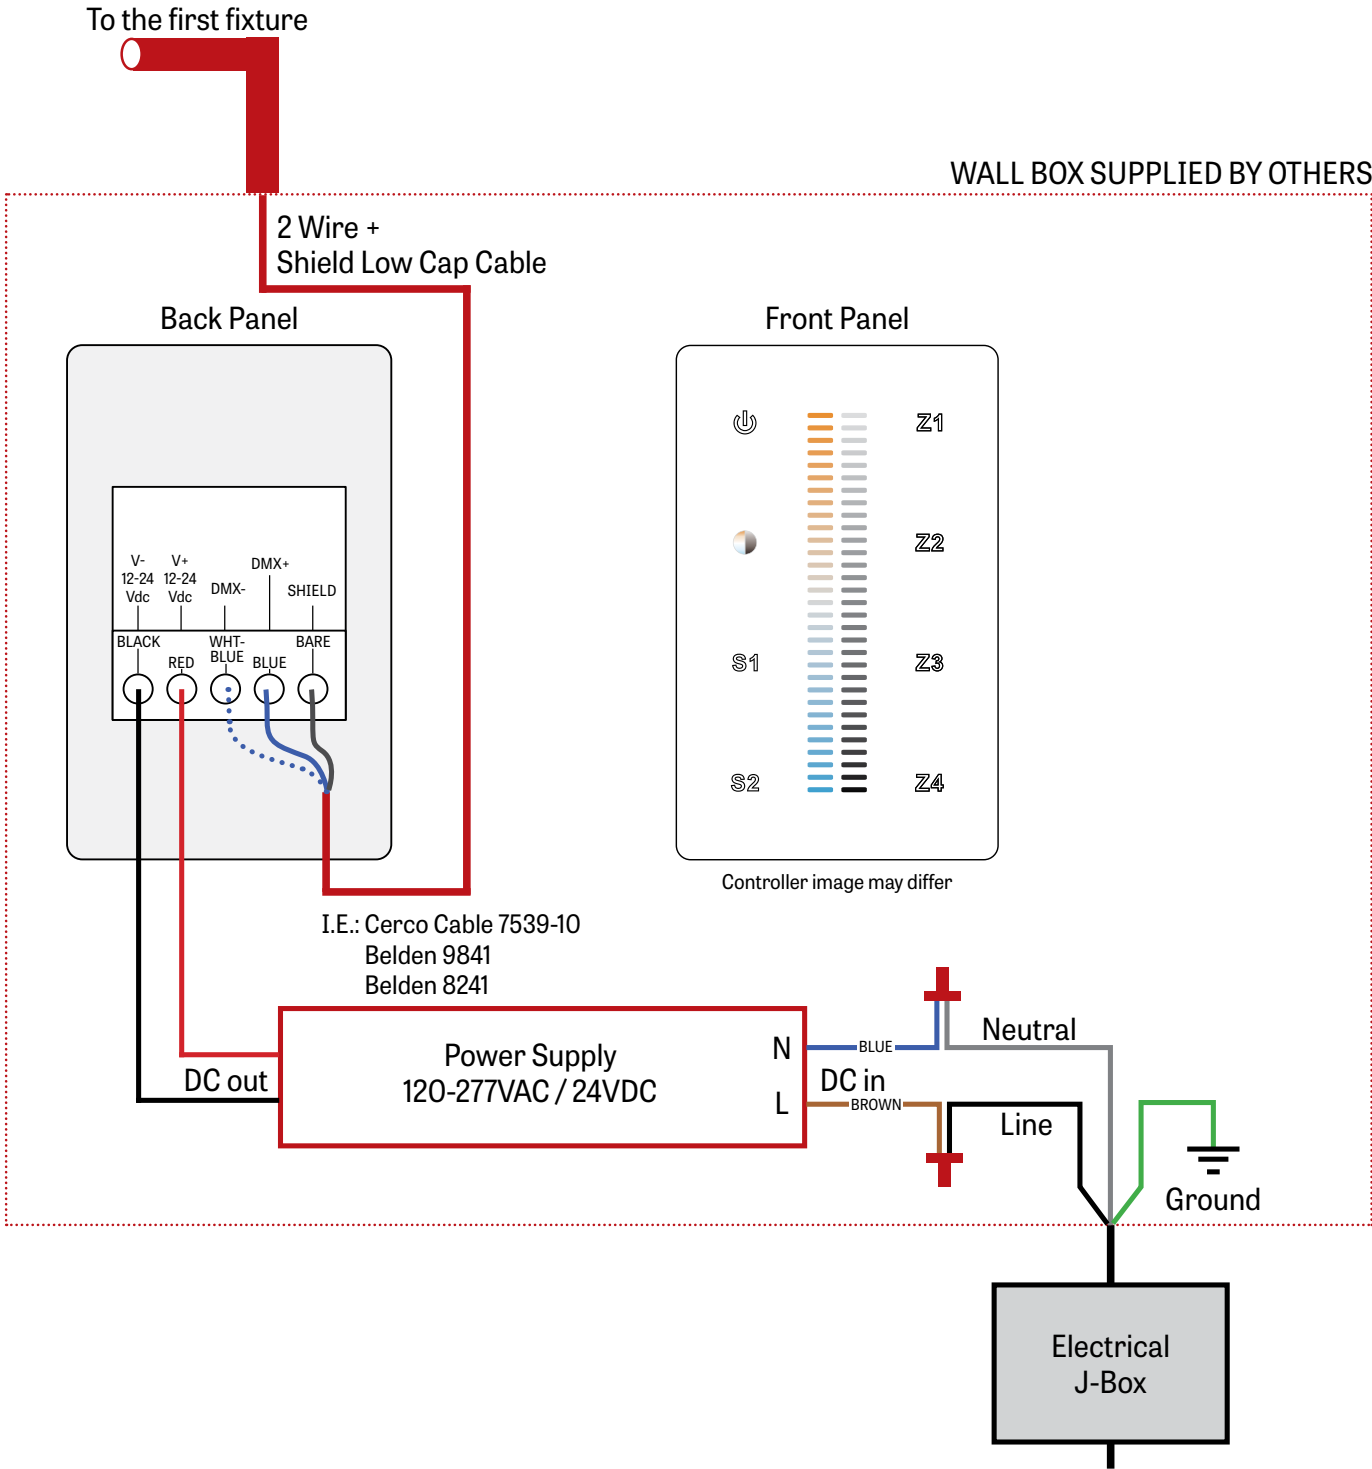 To the first fixture
WALL BOX SUPPLIED BY OTHERS
2 Wire +
Shield Low Cap Cable
Back Panel
V-
12-24
Vdc
V+
12-24
Vdc
DMX-
DMX+
SHIELD
BLACK
RED
WHT-
BLUE
BLUE
BARE
Front Panel
Z1
Z2
S1
Z3
S2
Z4
Controller image may differ
I.E.: Cerco Cable 7539-10
Belden 9841
Belden 8241
DC out
Power Supply
120-277VAC / 24VDC
N
L
BLUE
DC in
BROWN
Neutral
Line
Ground
Electrical
J-Box